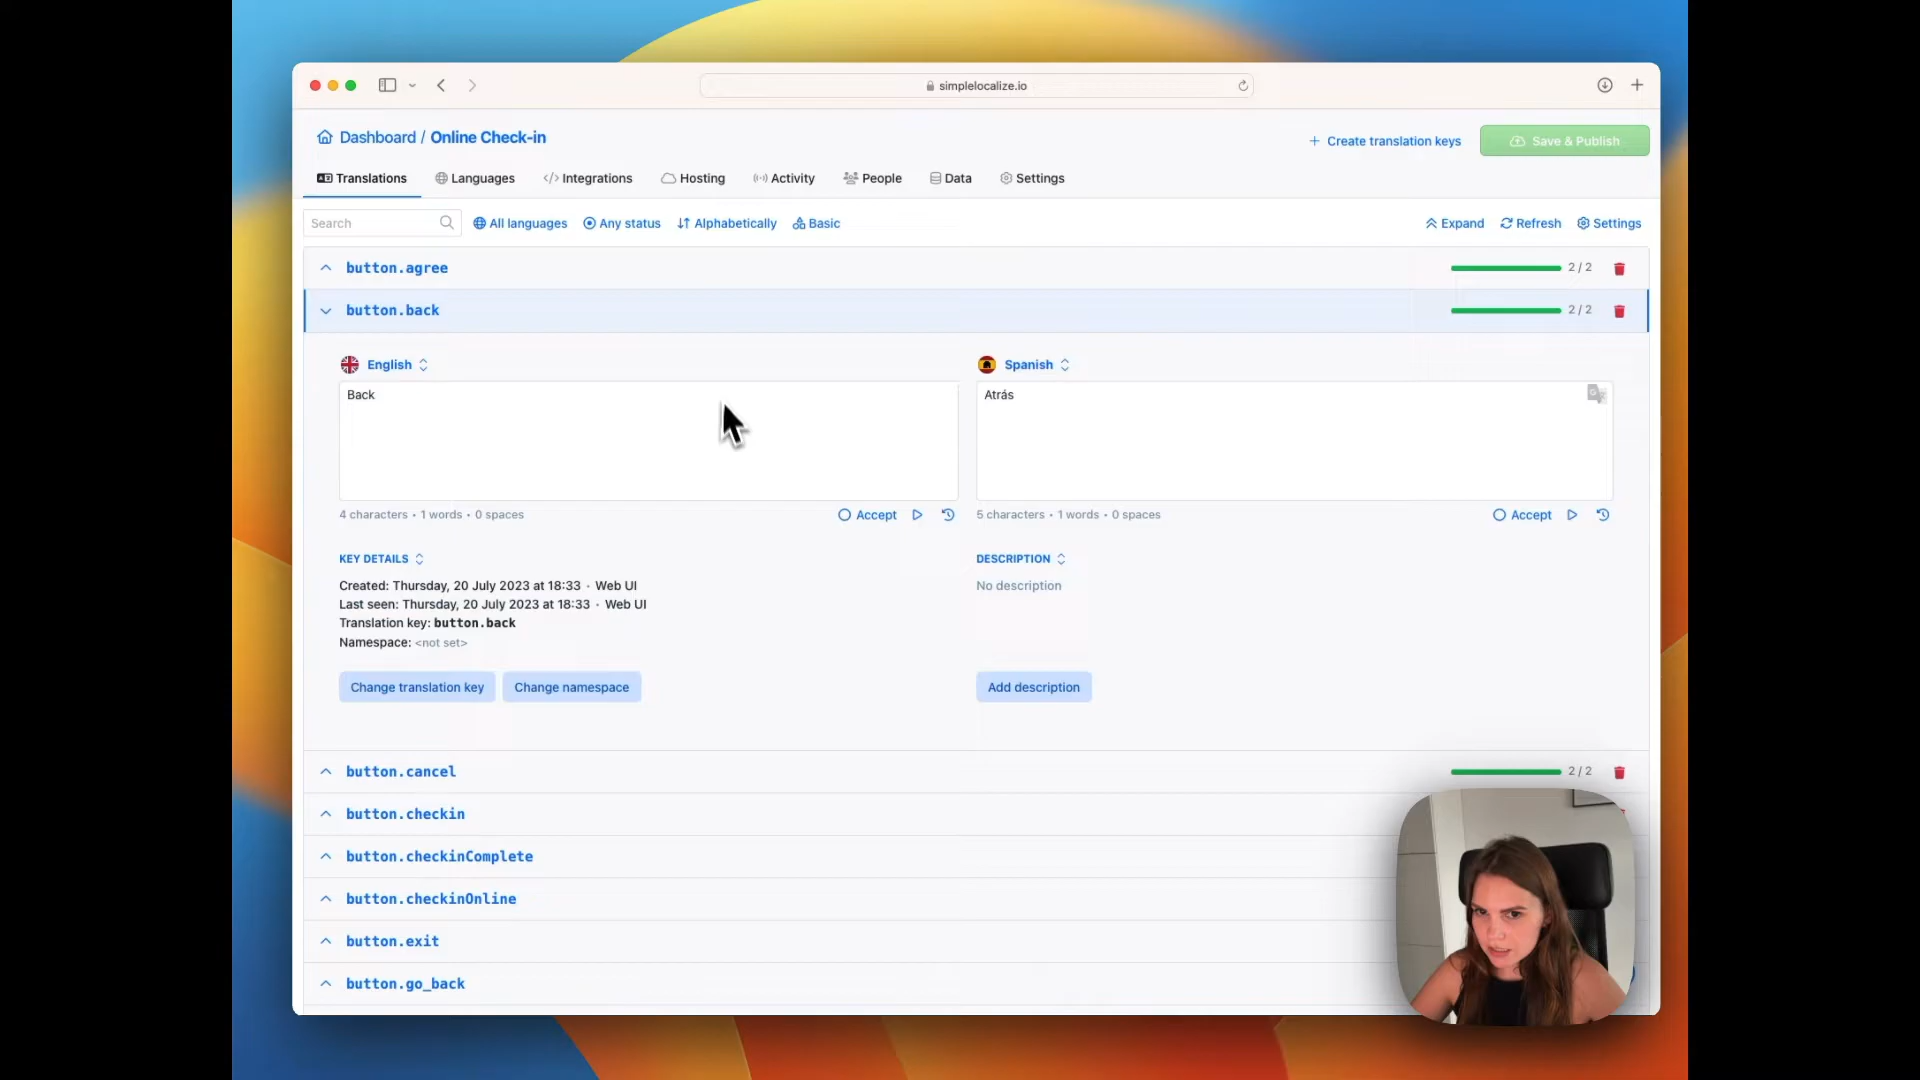 simplelocalize.io
Dashboard / Online Check-in
Create translation keys
Save & Publish
Translations
Languages
Integrations
Hosting
Activity
People
Data
Settings
Search
All languages
Any status
Alphabetically
Basic
Expand
Refresh
Settings
button.agree
2 / 2
button.back
2 / 2
English
Spanish
Back
Atrás
4 characters • 1 words • 0 spaces
Accept
5 characters • 1 words • 0 spaces
Accept
KEY DETAILS
DESCRIPTION
Created: Thursday, 20 July 2023 at 18:33 · Web UI
No description
Last seen: Thursday, 20 July 2023 at 18:33 · Web UI
Translation key: button.back
Namespace: <not set>
Change translation key
Change namespace
Add description
button.cancel
2 / 2
button.checkin
button.checkinComplete
button.checkinOnline
button.exit
button.go_back